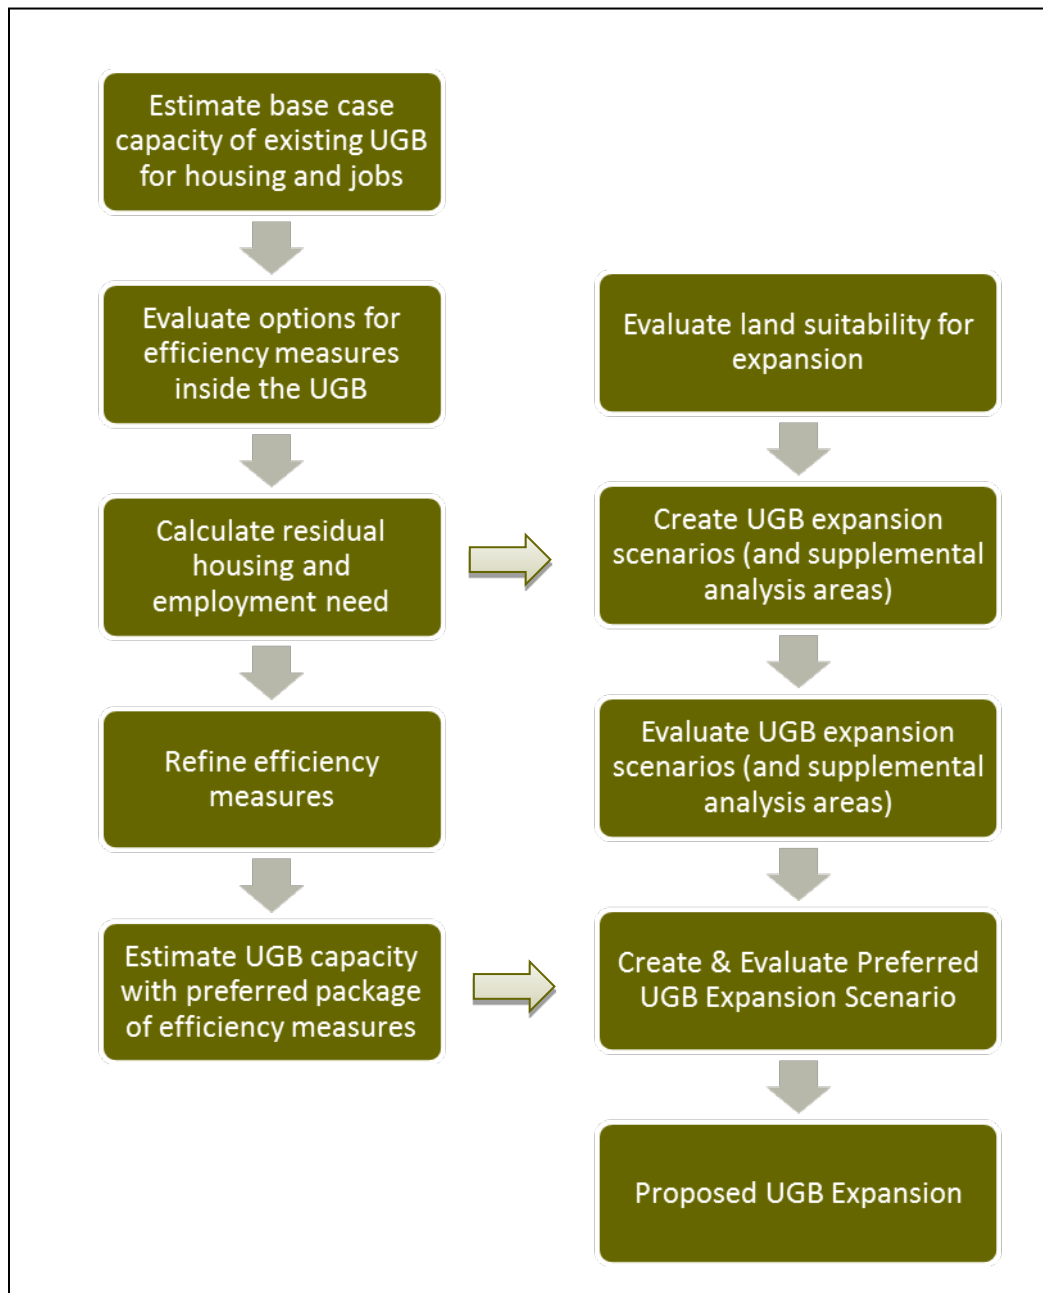 Estimate base case
capacity of existing UGB
for housing and jobs
Evaluate options for
efficiency measures
inside the UGB
Calculate residual
housing and
employment need
Refine efficiency
measures
Estimate UGB capacity
with preferred package
of efficiency measures
Evaluate land suitability for
expansion
Create UGB expansion
scenarios (and supplemental
analysis areas)
Evaluate UGB expansion
scenarios (and supplemental
analysis areas)
Create & Evaluate Preferred
UGB Expansion Scenario
Proposed UGB Expansion